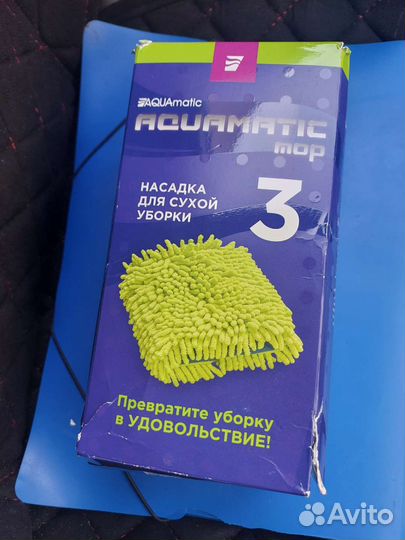 AQUAmatic
AQUAMATIC
mop
НАСАДКА
ДЛЯ СУХОЙ
УБОРКИ
3
Превратите уборку
в УДОВОЛЬСТВИЕ!
Avito